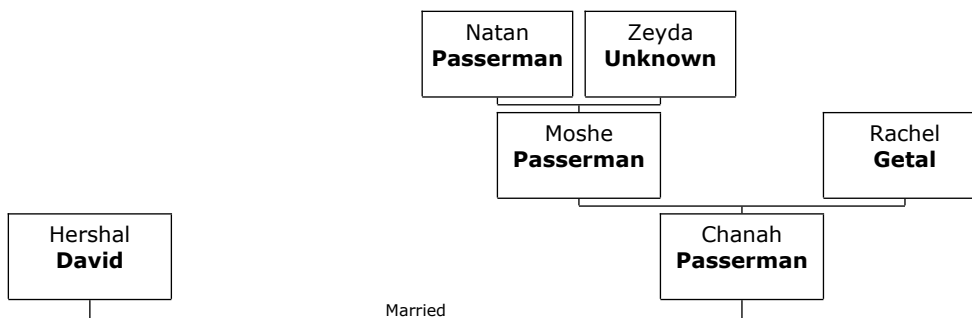 Natan
Passerman
Zeyda
Unknown
Moshe
Passerman
Rachel
Getal
Hershal
David
Chanah
Passerman
Married